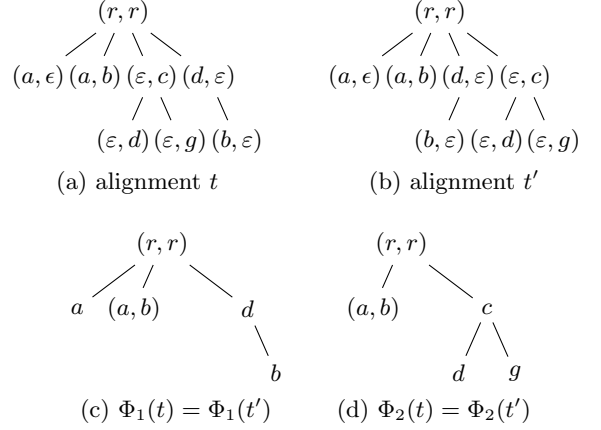 (r, r) (r, r)
(a, ϵ) (a, b) (ε, c) (d, ε) (a, ϵ) (a, b) (d, ε) (ε, c)
(ε, d) (ε, g) (b, ε) (b, ε) (ε, d) (ε, g)
(a) alignment t (b) alignment t′
(r, r) (r, r)
a (a, b) d (a, b) c
b d g
(c) Φ₁(t) = Φ₁(t′) (d) Φ₂(t) = Φ₂(t′)